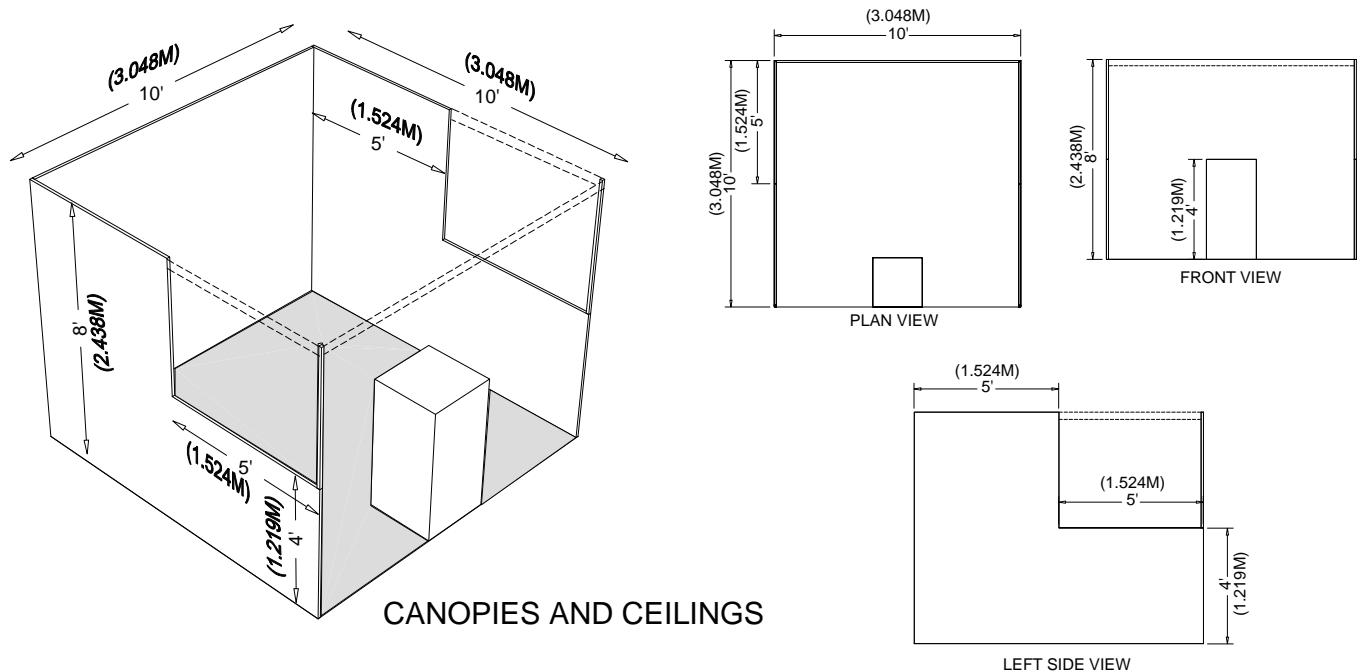 (3.048M)
10'
(3.048M)
10'
(1.524M)
5'
8'
(2.438M)
5'
(1.524M)
4'
(1.219M)
CANOPIES AND CEILINGS
(3.048M)
10'
(1.524M)
5'
(3.048M)
10'
PLAN VIEW
(2.438M)
8'
(1.219M)
4'
FRONT VIEW
(1.524M)
5'
(1.524M)
5'
4'
(1.219M)
LEFT SIDE VIEW